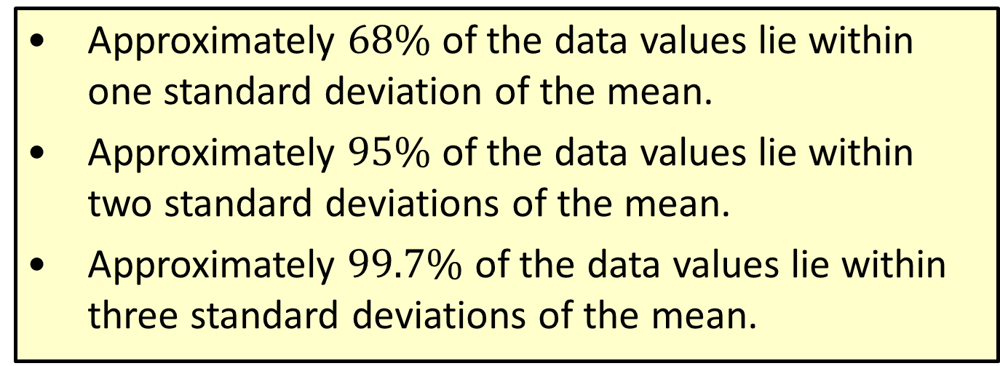 • Approximately 68% of the data values lie within
one standard deviation of the mean.
• Approximately 95% of the data values lie within
two standard deviations of the mean.
• Approximately 99.7% of the data values lie within
three standard deviations of the mean.